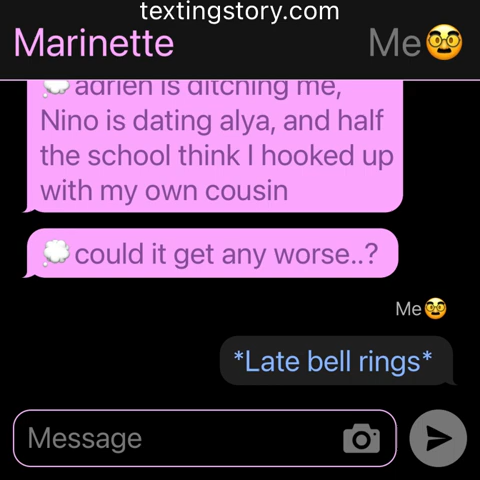 textingstory.com
Marinette
Me🥸
💭 adrien is ditching me,
Nino is dating alya, and half
the school think I hooked up
with my own cousin
💭 could it get any worse..?
Me🥸
*Late bell rings*
Message